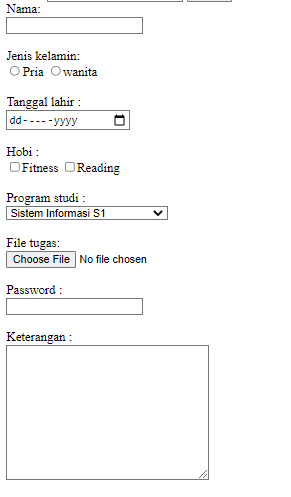 Nama:
Jenis kelamin:
Pria wanita
Tanggal lahir :
dd-----yyyy
Hobi :
Fitness Reading
Program studi :
Sistem Informasi S1
File tugas:
Choose File No file chosen
Password :
Keterangan :